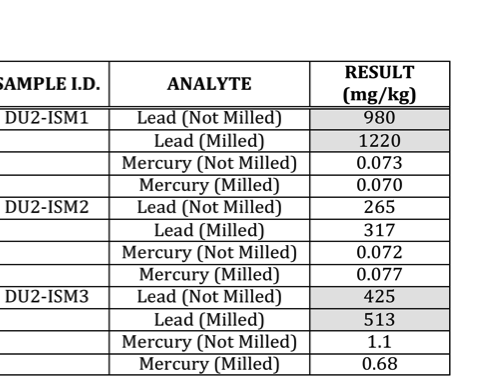 SAMPLE I.D. ANALYTE RESULT (mg/kg)
DU2-ISM1 Lead (Not Milled) 980
Lead (Milled) 1220
Mercury (Not Milled) 0.073
Mercury (Milled) 0.070
DU2-ISM2 Lead (Not Milled) 265
Lead (Milled) 317
Mercury (Not Milled) 0.072
Mercury (Milled) 0.077
DU2-ISM3 Lead (Not Milled) 425
Lead (Milled) 513
Mercury (Not Milled) 1.1
Mercury (Milled) 0.68